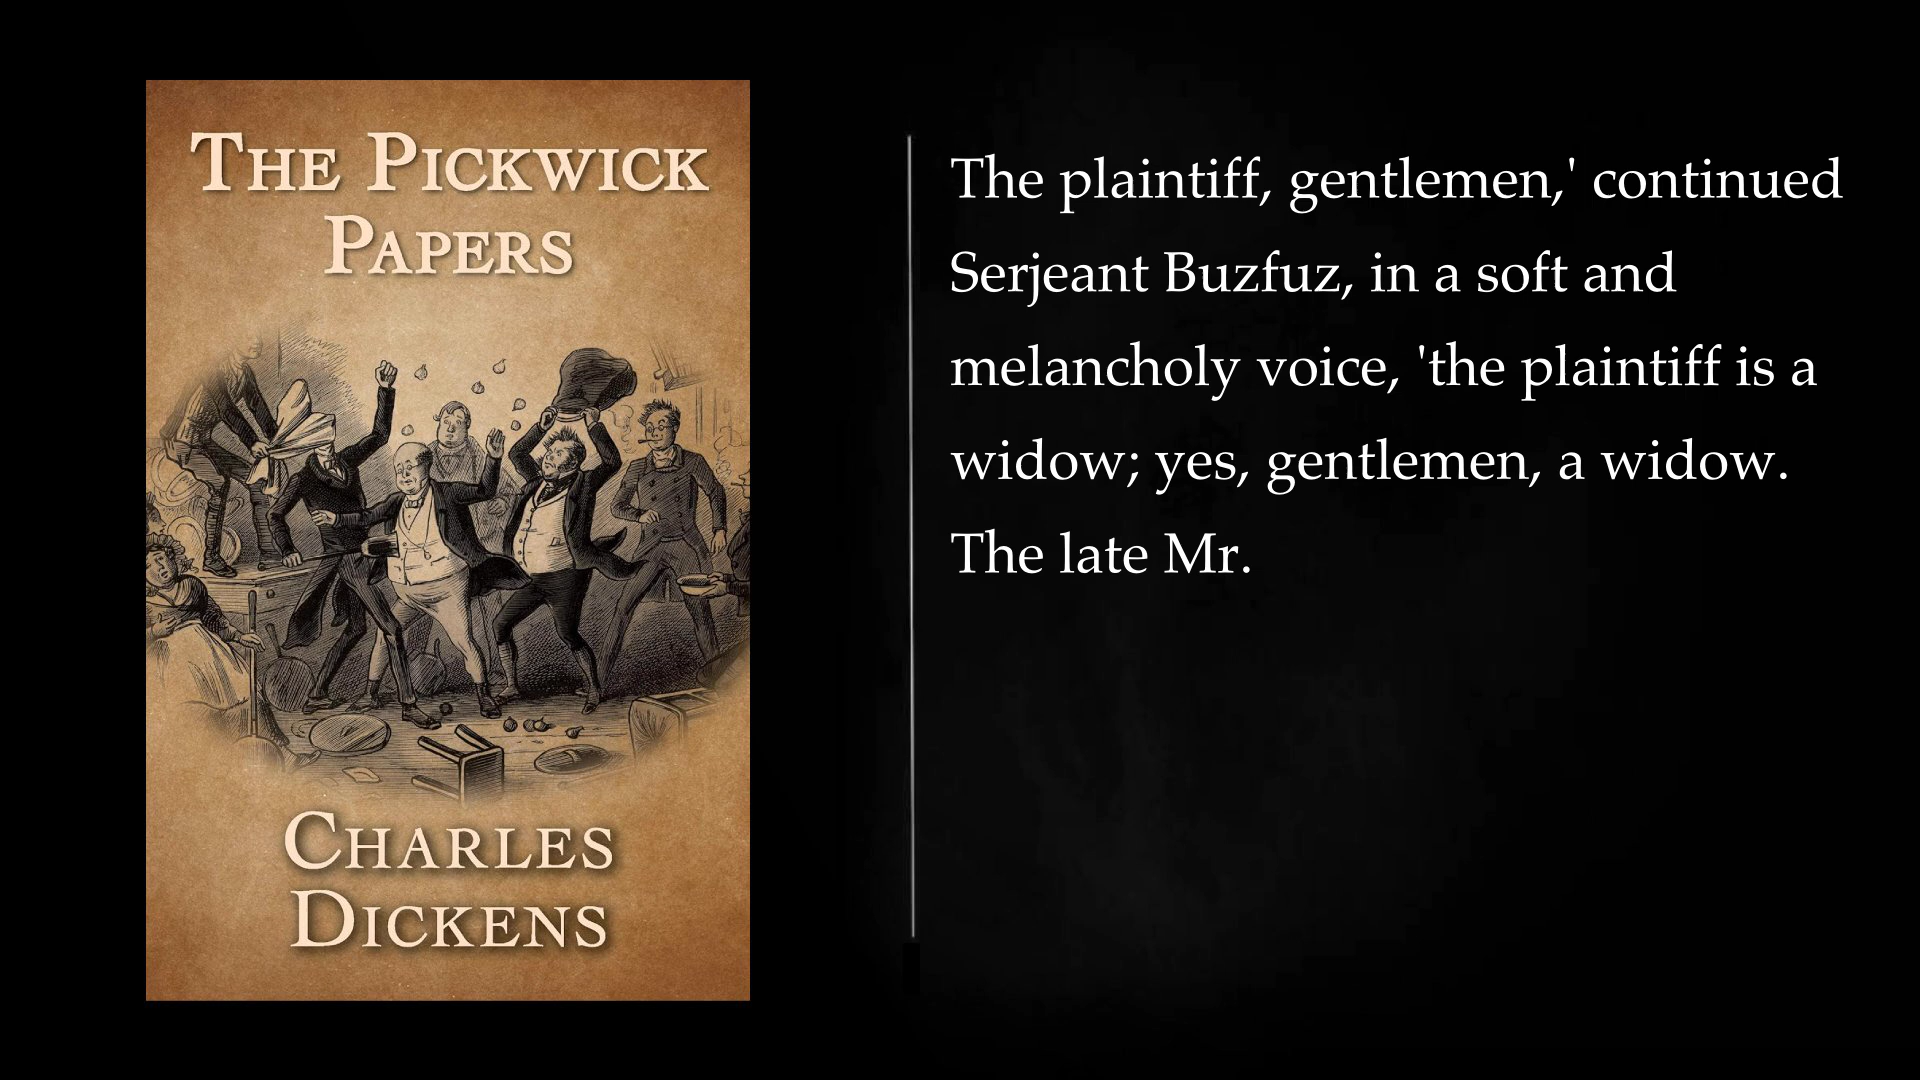 The Pickwick
Papers
Charles
Dickens
The plaintiff, gentlemen,' continued
Serjeant Buzfuz, in a soft and
melancholy voice, 'the plaintiff is a
widow; yes, gentlemen, a widow.
The late Mr.